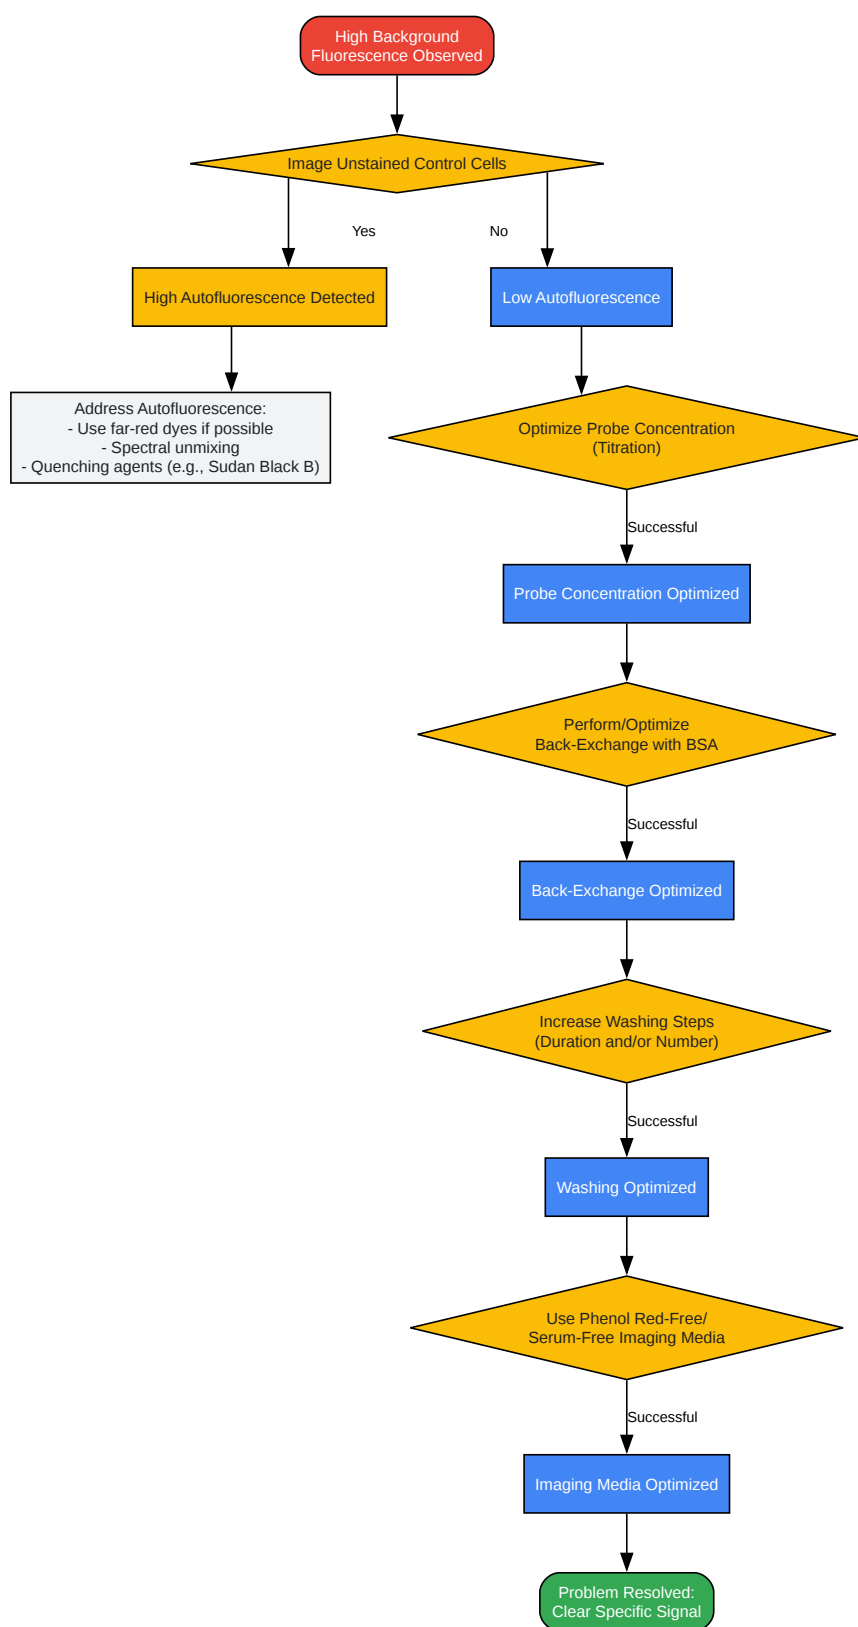 High Background
Fluorescence Observed
Image Unstained Control Cells
Yes
No
High Autofluorescence Detected
Low Autofluorescence
Address Autofluorescence:
- Use far-red dyes if possible
- Spectral unmixing
- Quenching agents (e.g., Sudan Black B)
Optimize Probe Concentration
(Titration)
Successful
Probe Concentration Optimized
Perform/Optimize
Back-Exchange with BSA
Successful
Back-Exchange Optimized
Increase Washing Steps
(Duration and/or Number)
Successful
Washing Optimized
Use Phenol Red-Free/
Serum-Free Imaging Media
Successful
Imaging Media Optimized
Problem Resolved:
Clear Specific Signal